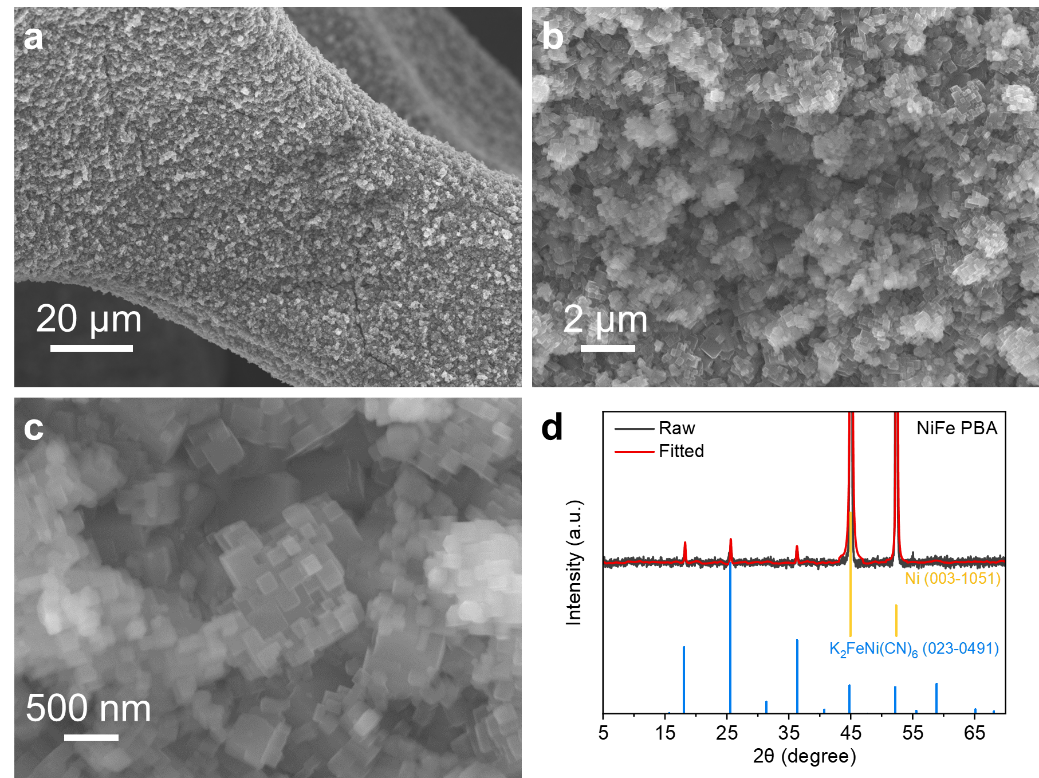 a
20 µm
b
2 µm
c
500 nm
d
Raw
Fitted
NiFe PBA
Ni (003-1051)
K₂FeNi(CN)₆ (023-0491)
Intensity (a.u.)
5 15 25 35 45 55 65
2θ (degree)